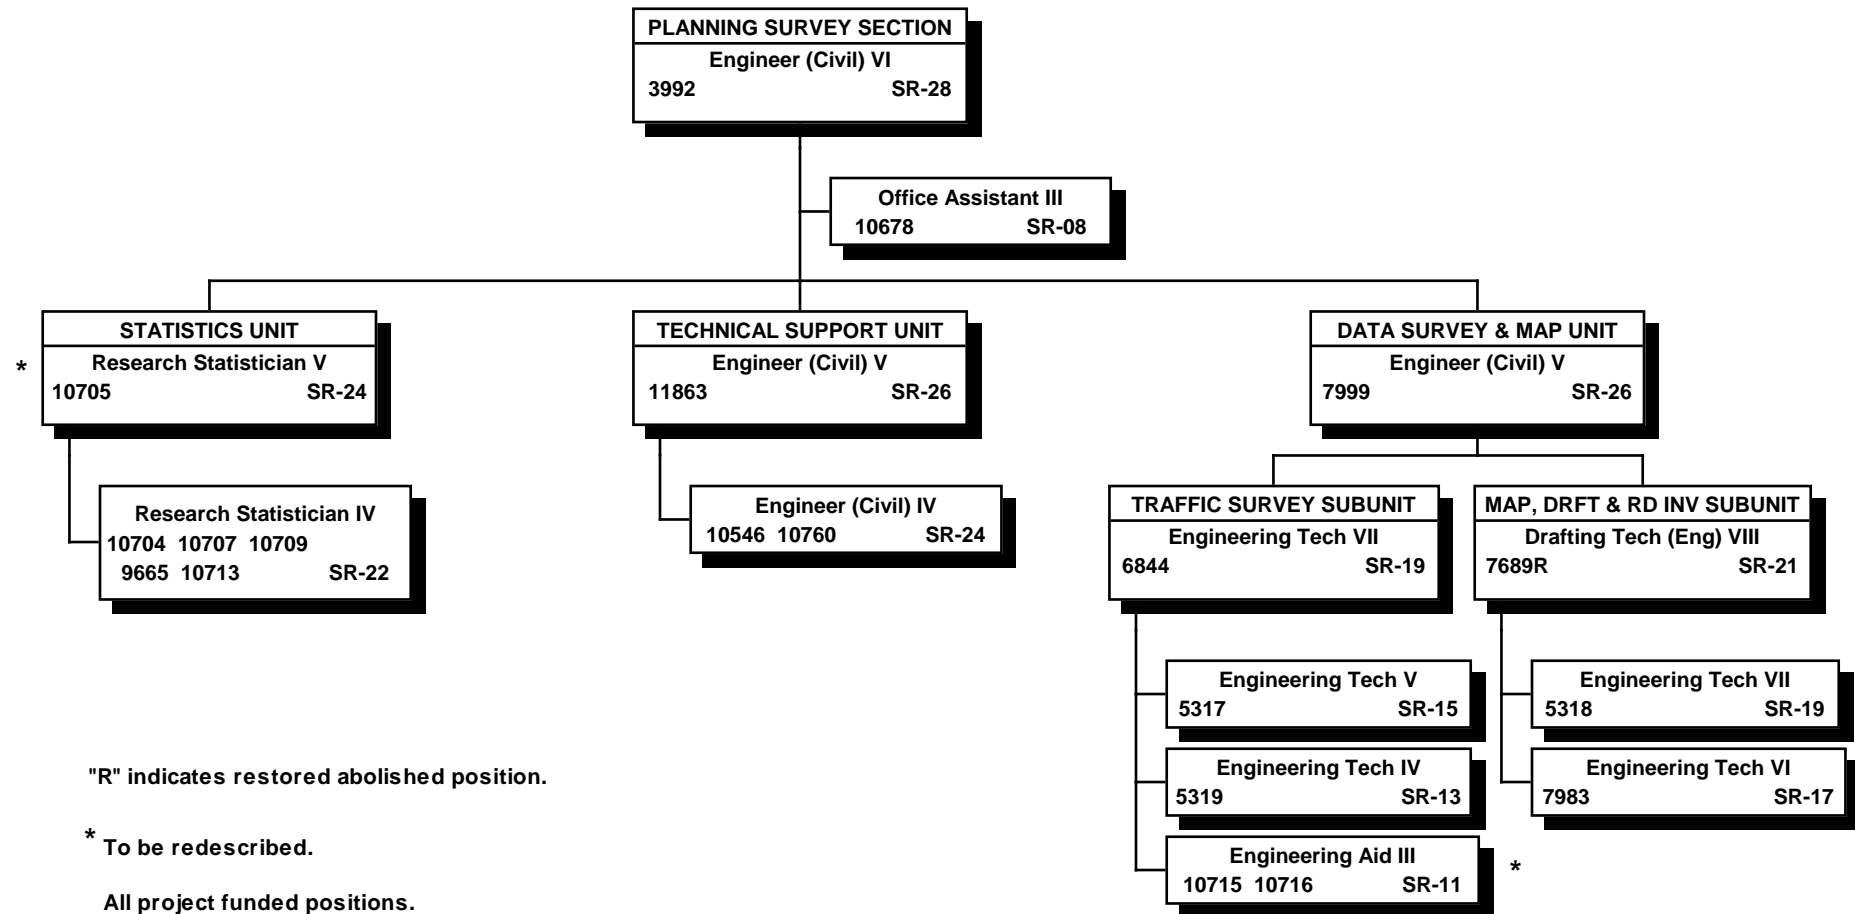 PLANNING SURVEY SECTION
Engineer (Civil) VI
3992 SR-28
Office Assistant III
10678 SR-08
STATISTICS UNIT
* Research Statistician V
10705 SR-24
Research Statistician IV
10704 10707 10709
9665 10713 SR-22
TECHNICAL SUPPORT UNIT
Engineer (Civil) V
11863 SR-26
Engineer (Civil) IV
10546 10760 SR-24
DATA SURVEY & MAP UNIT
Engineer (Civil) V
7999 SR-26
TRAFFIC SURVEY SUBUNIT
Engineering Tech VII
6844 SR-19
Engineering Tech V
5317 SR-15
Engineering Tech IV
5319 SR-13
Engineering Aid III
10715 10716 SR-11 *
MAP, DRFT & RD INV SUBUNIT
Drafting Tech (Eng) VIII
7689R SR-21
Engineering Tech VII
5318 SR-19
Engineering Tech VI
7983 SR-17
"R" indicates restored abolished position.
* To be redescribed.
All project funded positions.